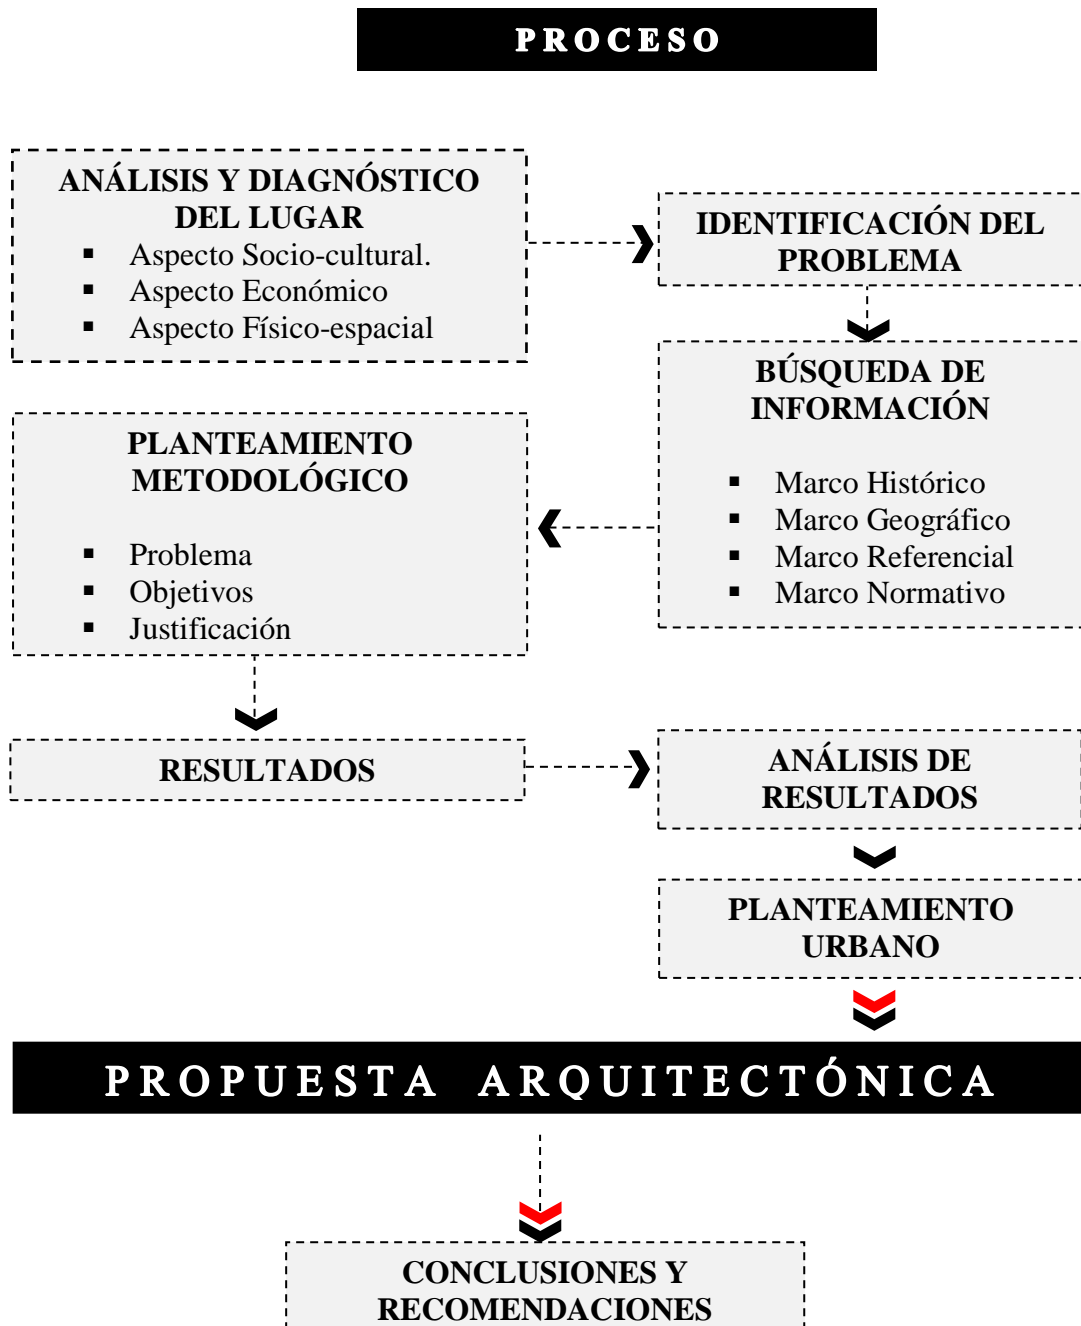 PROCESO
ANÁLISIS Y DIAGNÓSTICO
DEL LUGAR
▪ Aspecto Socio-cultural.
▪ Aspecto Económico
▪ Aspecto Físico-espacial
IDENTIFICACIÓN DEL
PROBLEMA
BÚSQUEDA DE
INFORMACIÓN
▪ Marco Histórico
▪ Marco Geográfico
▪ Marco Referencial
▪ Marco Normativo
PLANTEAMIENTO
METODOLÓGICO
▪ Problema
▪ Objetivos
▪ Justificación
RESULTADOS
ANÁLISIS DE
RESULTADOS
PLANTEAMIENTO
URBANO
PROPUESTA ARQUITECTÓNICA
CONCLUSIONES Y
RECOMENDACIONES